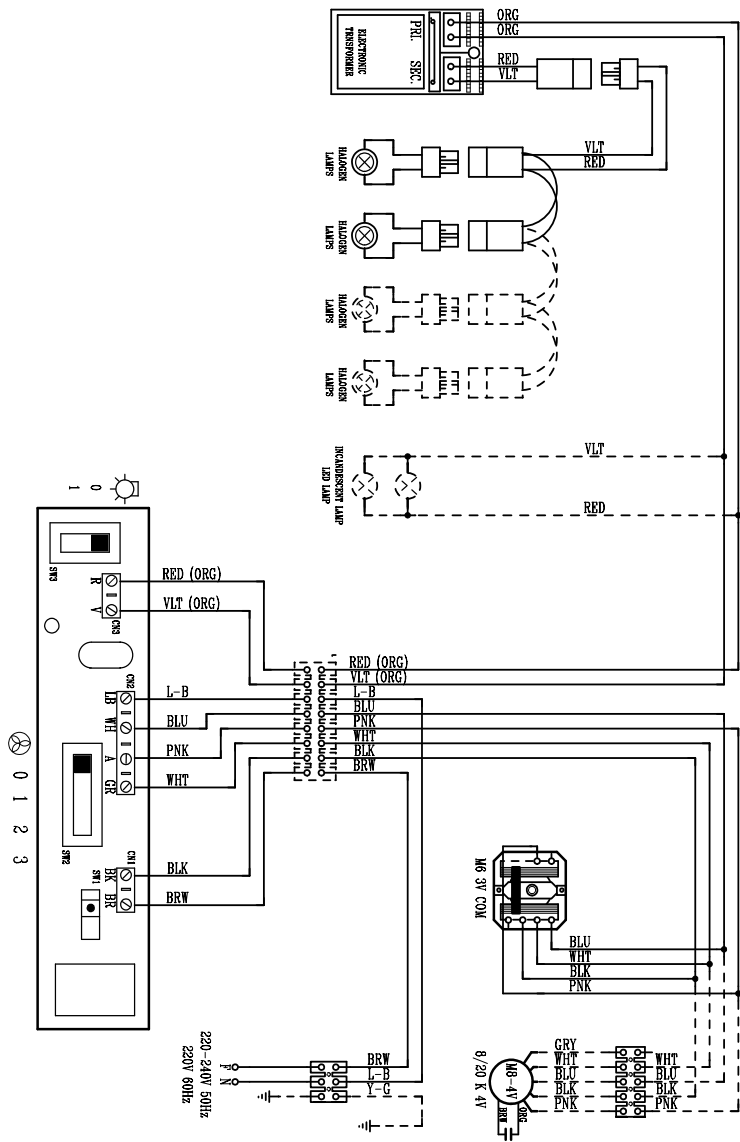 ORG
ORG
PRI.
SEC.
ELECTRONIC
TENSFORMER
RED
VLT
VLT
RED
HALOGEN
LAMPS
HALOGEN
LAMPS
HALOGEN
LAMPS
HALOGEN
LAMPS
VLT
RED
INCANDESCENT LAMP
LED LAMP
0
1
SW3
R
V
CN3
RED (ORG)
VLT (ORG)
CN2
LB
WH
A
GR
L-B
BLU
PNK
WHT
RED (ORG)
VLT (ORG)
L-B
BLU
PNK
WHT
BLK
BRW
0
1
2
3
SW2
CN1
BK
BR
SW1
BLK
BRW
M6 3V COM
BLU
WHT
BLK
PNK
F
N
220-240V 50Hz
220V 60Hz
BRW
L-B
Y-G
8/20 K 4V
M8-4V
BRW
ORG
GRY
WHT
BLU
BLK
PNK
WHT
BLU
BLK
PNK